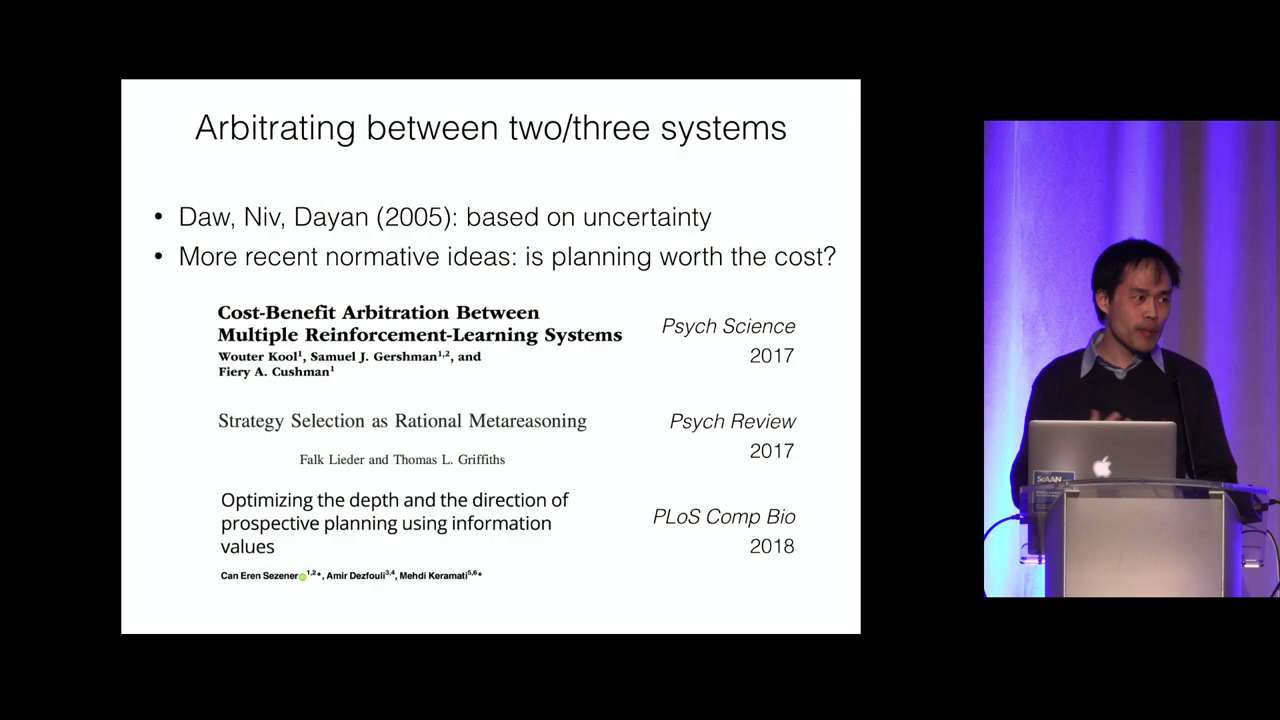 Arbitrating between two/three systems
• Daw, Niv, Dayan (2005): based on uncertainty
• More recent normative ideas: is planning worth the cost?
Cost-Benefit Arbitration Between
Multiple Reinforcement-Learning Systems
Wouter Kool¹, Samuel J. Gershman¹,², and
Fiery A. Cushman¹
Psych Science
2017
Strategy Selection as Rational Metareasoning
Falk Lieder and Thomas L. Griffiths
Psych Review
2017
Optimizing the depth and the direction of
prospective planning using information
values
Can Eren Sezener¹,²*, Amir Dezfouli³,⁴, Mehdi Keramati⁵,⁶*
PLoS Comp Bio
2018